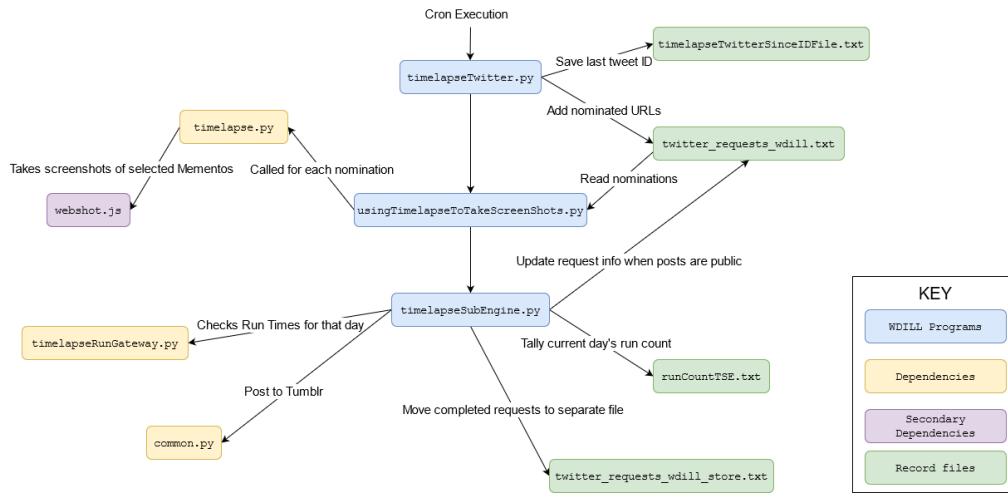 Cron Execution
timelapseTwitterSinceIDFile.txt
Save last tweet ID
timelapseTwitter.py
Add nominated URLs
timelapse.py
twitter_requests_wdill.txt
Takes screenshots of selected Mementos
Called for each nomination
Read nominations
webshot.js
usingTimelapseToTakeScreenShots.py
Update request info when posts are public
KEY
timelapseSubEngine.py
Checks Run Times for that day
WDILL Programs
timelapseRunGateway.py
Tally current day's run count
runCountTSE.txt
Dependencies
Post to Tumblr
Move completed requests to separate file
Secondary
Dependencies
common.py
Record files
twitter_requests_wdill_store.txt